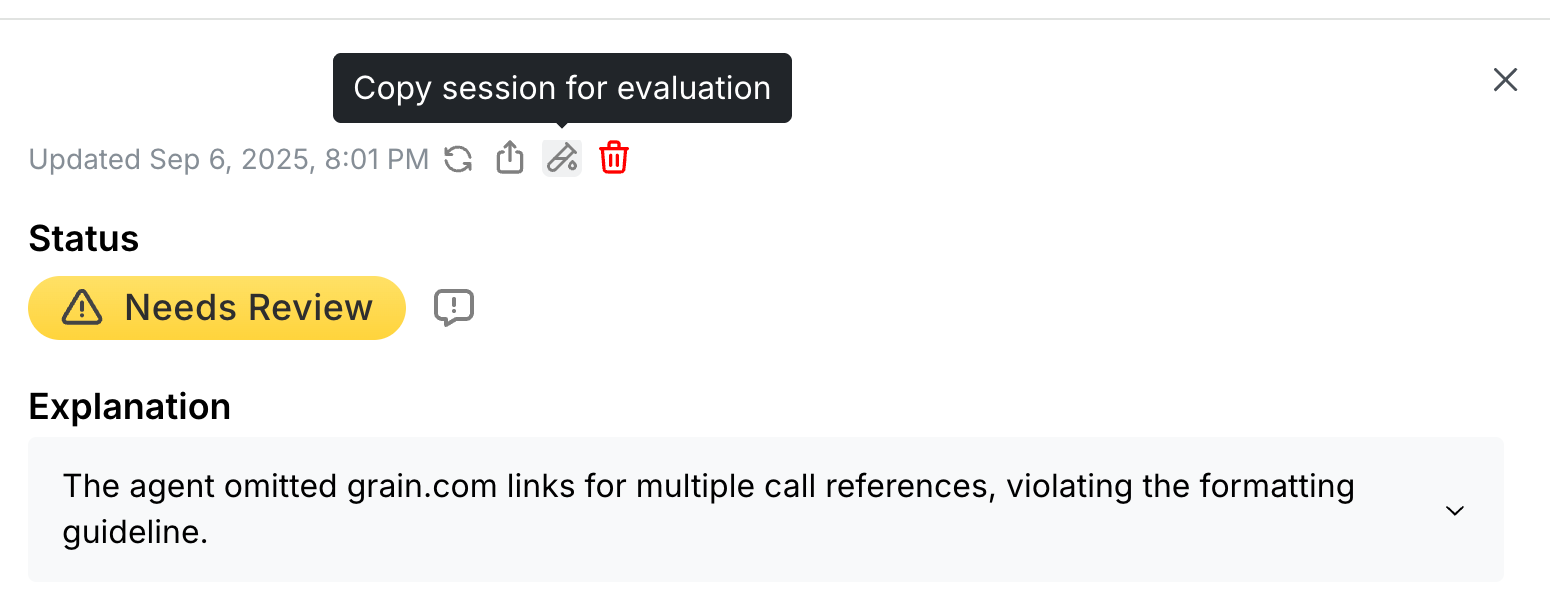 Copy session for evaluation
Updated Sep 6, 2025, 8:01 PM
Status
Needs Review
Explanation
The agent omitted grain.com links for multiple call references, violating the formatting
guideline.